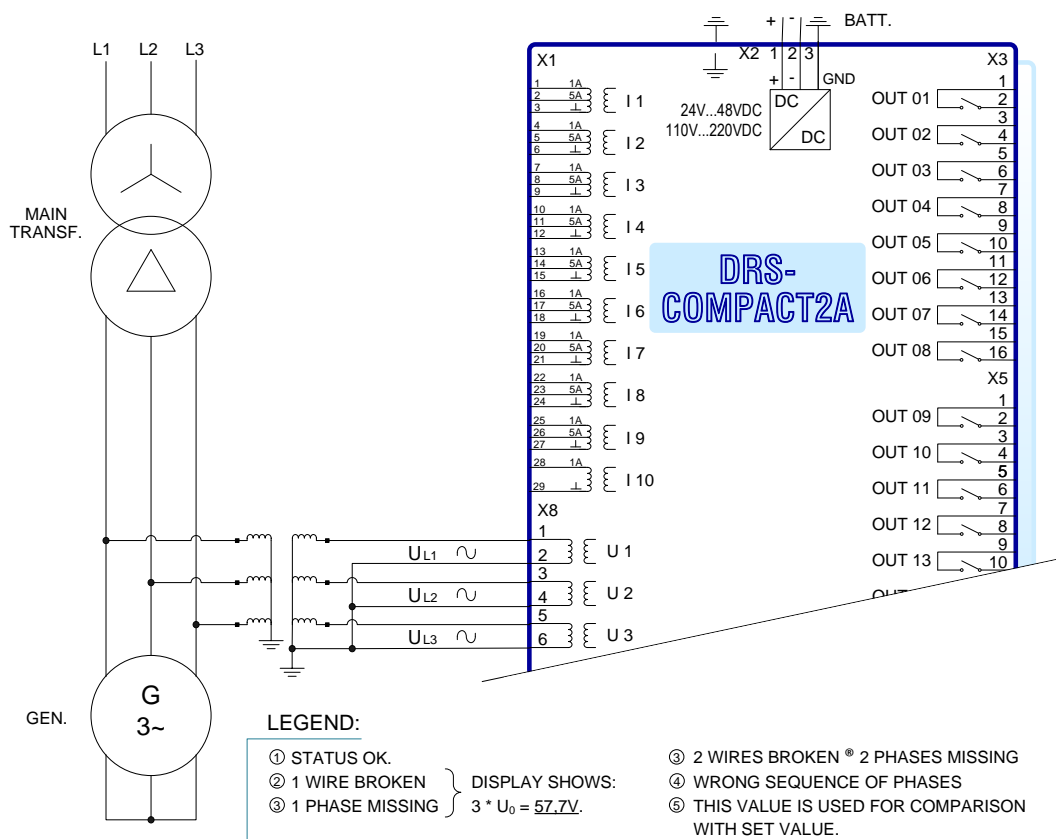 L1 L2 L3
MAIN
TRANSF.
GEN.
G
3~
+ - BATT.
X2 1 2 3
+ - GND
24V...48VDC
110V...220VDC
DC
DC
DRS-
COMPACT2A
X1
1 1A
2 5A
3 ⊥
I 1
4 1A
5 5A
6 ⊥
I 2
7 1A
8 5A
9 ⊥
I 3
10 1A
11 5A
12 ⊥
I 4
13 1A
14 5A
15 ⊥
I 5
16 1A
17 5A
18 ⊥
I 6
19 1A
20 5A
21 ⊥
I 7
22 1A
23 5A
24 ⊥
I 8
25 1A
26 5A
27 ⊥
I 9
28 1A
29 ⊥
I 10
X8
1
UL1 2 U 1
3
UL2 4 U 2
5
UL3 6 U 3
X3
1
OUT 01 2
3
OUT 02 4
5
OUT 03 6
7
OUT 04 8
9
OUT 05 10
11
OUT 06 12
13
OUT 07 14
15
OUT 08 16
X5
1
OUT 09 2
3
OUT 10 4
5
OUT 11 6
7
OUT 12 8
9
OUT 13 10
LEGEND:
① STATUS OK.
② 1 WIRE BROKEN
③ 1 PHASE MISSING
DISPLAY SHOWS:
3 * U₀ = 57,7V.
③ 2 WIRES BROKEN ® 2 PHASES MISSING
④ WRONG SEQUENCE OF PHASES
⑤ THIS VALUE IS USED FOR COMPARISON
WITH SET VALUE.